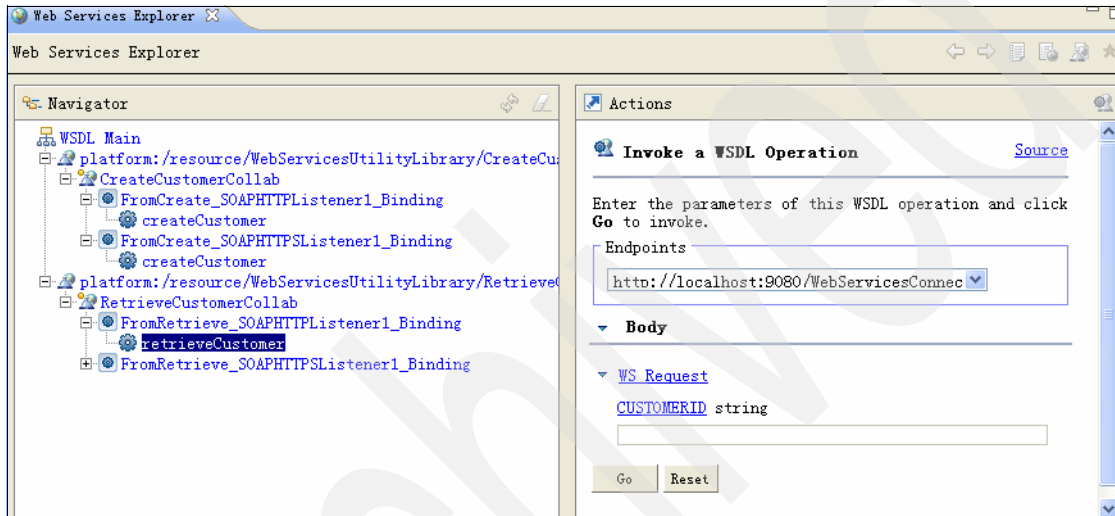 Web Services Explorer
Web Services Explorer
Navigator
WSDL Main
platform:/resource/WebServicesUtilityLibrary/CreateCu
CreateCustomerCollab
FromCreate_SOAPHTTPListener1_Binding
createCustomer
FromCreate_SOAPHTTPSListener1_Binding
createCustomer
platform:/resource/WebServicesUtilityLibrary/Retrieve
RetrieveCustomerCollab
FromRetrieve_SOAPHTTPListener1_Binding
retrieveCustomer
FromRetrieve_SOAPHTTPSListener1_Binding
Actions
Invoke a WSDL Operation Source
Enter the parameters of this WSDL operation and click
Go to invoke.
Endpoints
http://localhost:9080/WebServicesConnec
Body
WS Request
CUSTOMERID string
Go Reset